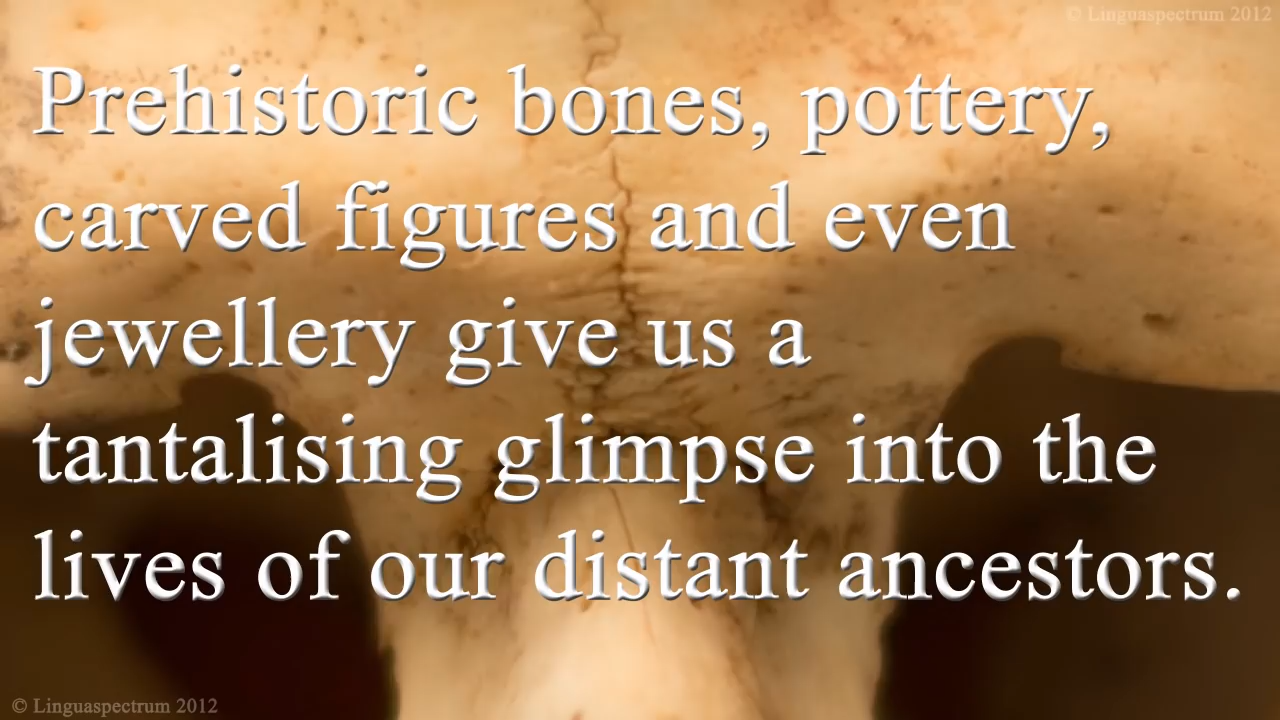 © Linguaspectrum 2012
Prehistoric bones, pottery,
carved figures and even
jewellery give us a
tantalising glimpse into the
lives of our distant ancestors.
© Linguaspectrum 2012